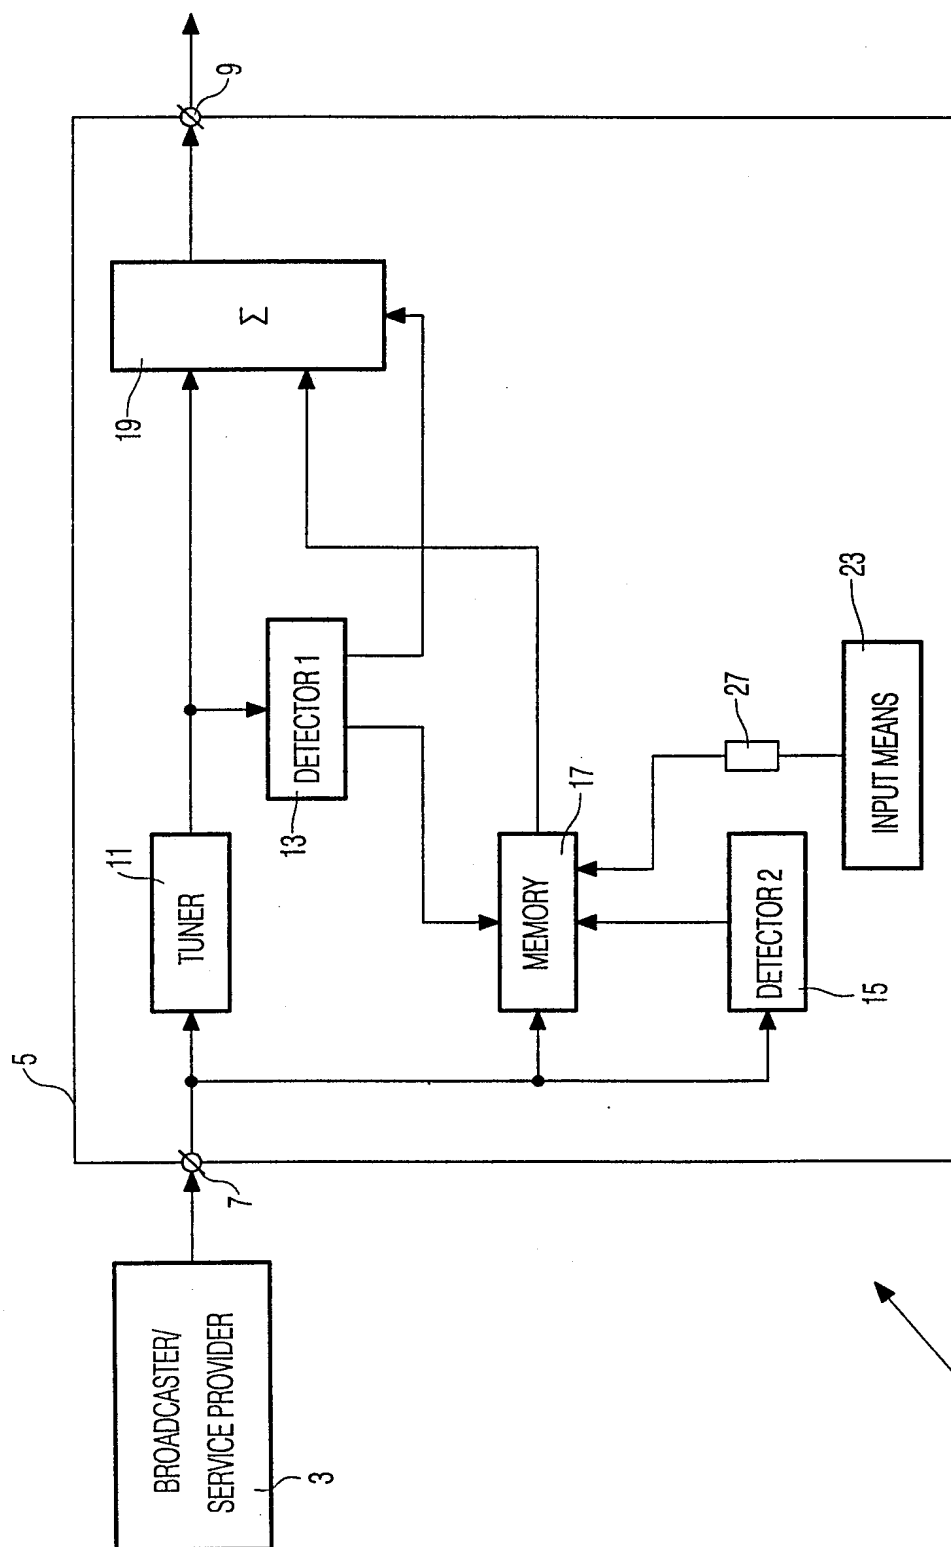 5
9
Σ
19
11
TUNER
DETECTOR 1
13
MEMORY
17
27
23
INPUT MEANS
DETECTOR 2
15
7
BROADCASTER/
SERVICE PROVIDER
3